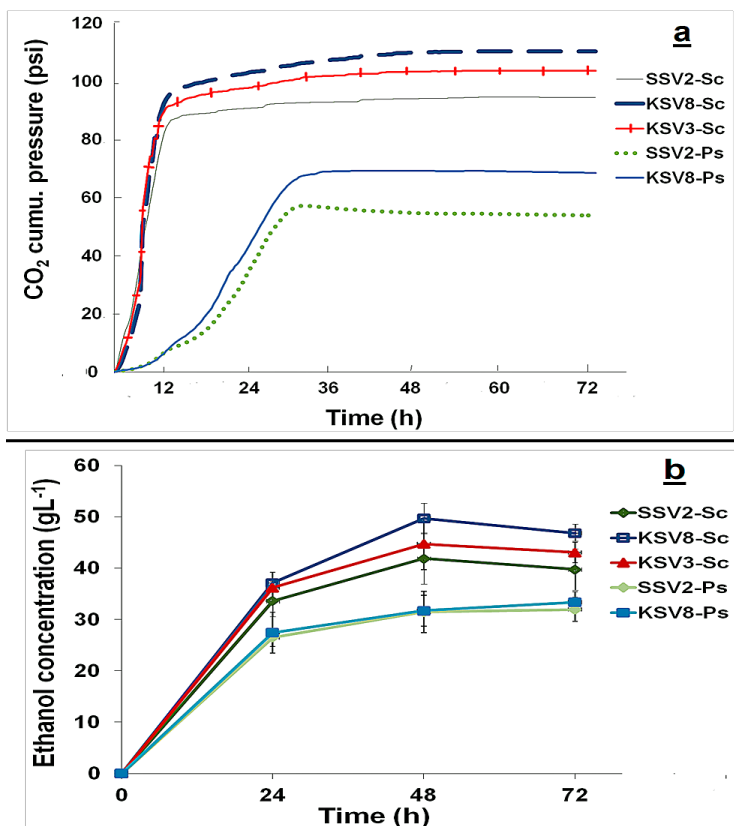 a
CO2 cumu. pressure (psi)
120
100
80
60
40
20
0
12 24 36 48 60 72
Time (h)
SSV2-Sc
KSV8-Sc
KSV3-Sc
SSV2-Ps
KSV8-Ps
b
Ethanol concentration (gL-1)
60
50
40
30
20
10
0
0 24 48 72
Time (h)
SSV2-Sc
KSV8-Sc
KSV3-Sc
SSV2-Ps
KSV8-Ps